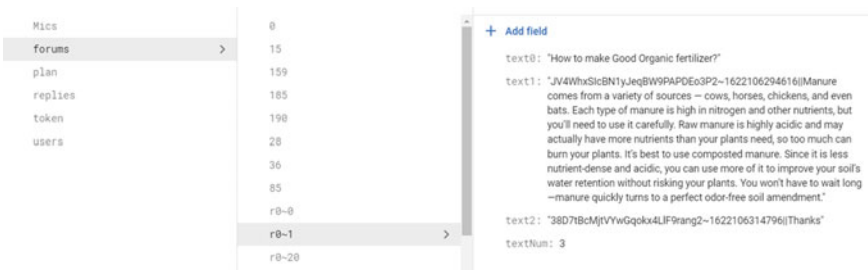 Mics
forums
plan
replies
token
users
0
15
159
185
190
28
36
85
r0~0
r0~1
r0~20
+ Add field
text0: "How to make Good Organic fertilizer?"
text1: "JV4WhxSIcBN1yJeqBW9PAPDEo3P2~1622106294616||Manure
comes from a variety of sources — cows, horses, chickens, and even
bats. Each type of manure is high in nitrogen and other nutrients, but
you'll need to use it carefully. Raw manure is highly acidic and may
actually have more nutrients than your plants need, so too much can
burn your plants. It's best to use composted manure. Since it is less
nutrient-dense and acidic, you can use more of it to improve your soil's
water retention without risking your plants. You won't have to wait long
—manure quickly turns to a perfect odor-free soil amendment."
text2: "38D7tBcMjtVYwGqokx4LlF9rang2~1622106314796||Thanks"
textNum: 3